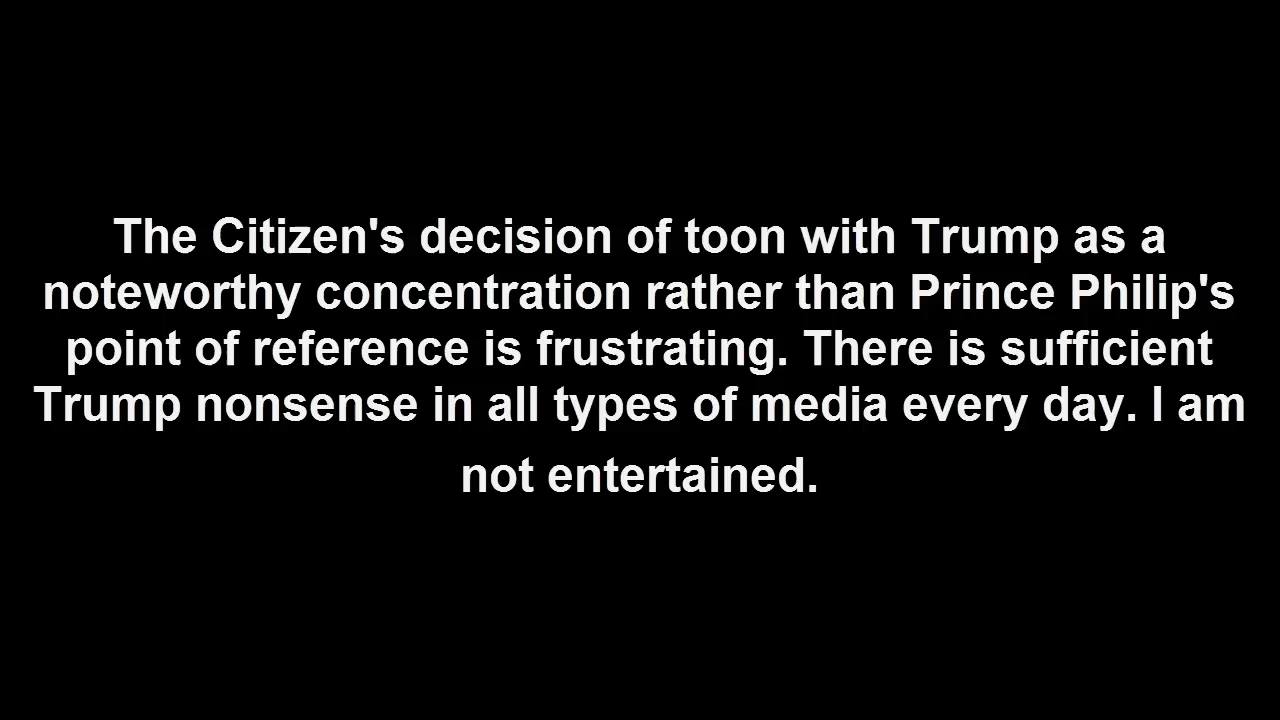 The Citizen's decision of toon with Trump as a
noteworthy concentration rather than Prince Philip's
point of reference is frustrating. There is sufficient
Trump nonsense in all types of media every day. I am
not entertained.